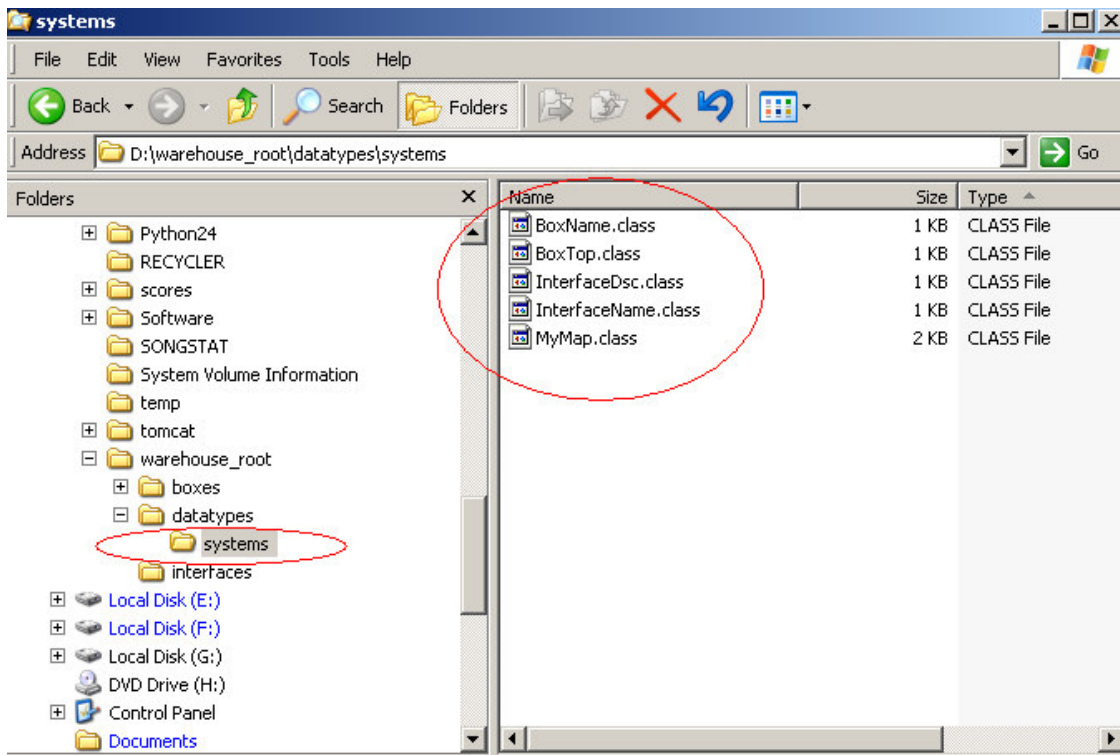 systems
File Edit View Favorites Tools Help
Back Search Folders
Address D:\warehouse_root\datatypes\systems Go
Folders
Python24
RECYCLER
scores
Software
SONGSTAT
System Volume Information
temp
tomcat
warehouse_root
boxes
datatypes
systems
interfaces
Local Disk (E:)
Local Disk (F:)
Local Disk (G:)
DVD Drive (H:)
Control Panel
Documents
Name Size Type
BoxName.class 1 KB CLASS File
BoxTop.class 1 KB CLASS File
InterfaceDsc.class 1 KB CLASS File
InterfaceName.class 1 KB CLASS File
MyMap.class 2 KB CLASS File